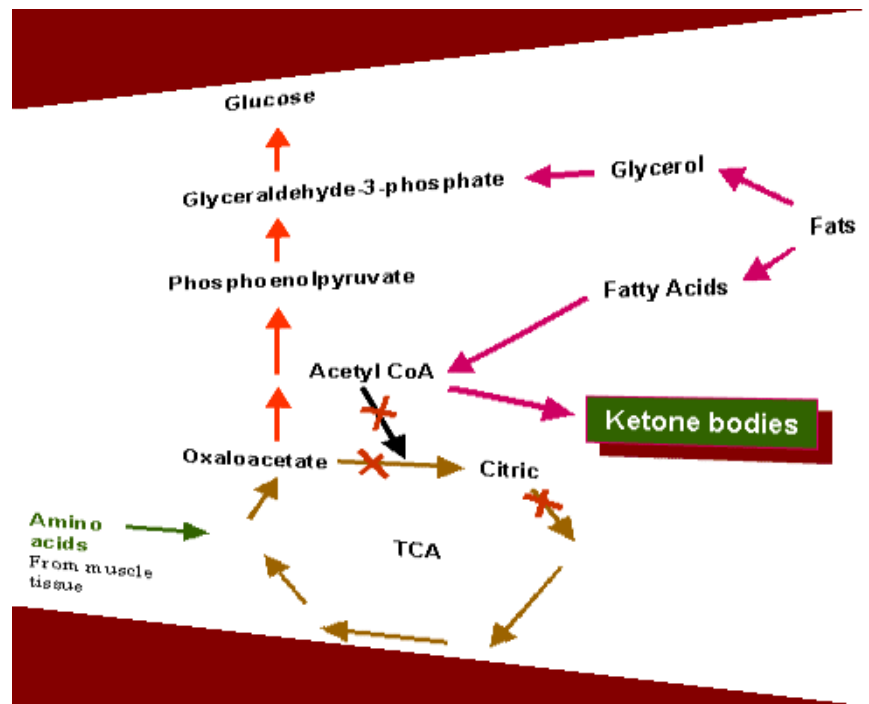 Glucose
Glyceraldehyde-3-phosphate
Glycerol
Fats
Phosphoenolpyruvate
Fatty Acids
Acetyl CoA
Ketone bodies
Oxaloacetate
Citric
Amino
acids
From muscle
tissue
TCA